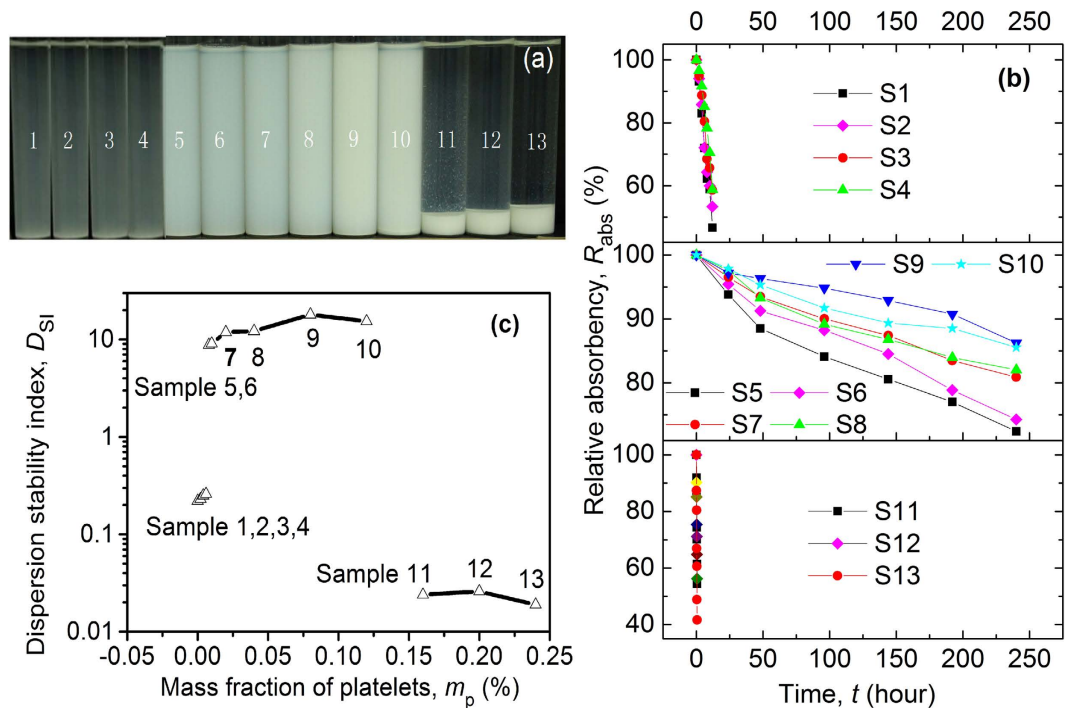 (a)
1 2 3 4 5 6 7 8 9 10 11 12 13
(b)
100
80
60
S1
S2
S3
S4
100
90
80
S9 S10
S5 S6
S7 S8
100
80
60
40
S11
S12
S13
0 50 100 150 200 250
0 50 100 150 200 250
Relative absorbency, Rabs (%)
Time, t (hour)
(c)
Dispersion stability index, DSI
10
1
0.1
0.01
7 8 9 10
Sample 5,6
Sample 1,2,3,4
Sample 11 12 13
-0.05 0.00 0.05 0.10 0.15 0.20 0.25
Mass fraction of platelets, mp (%)